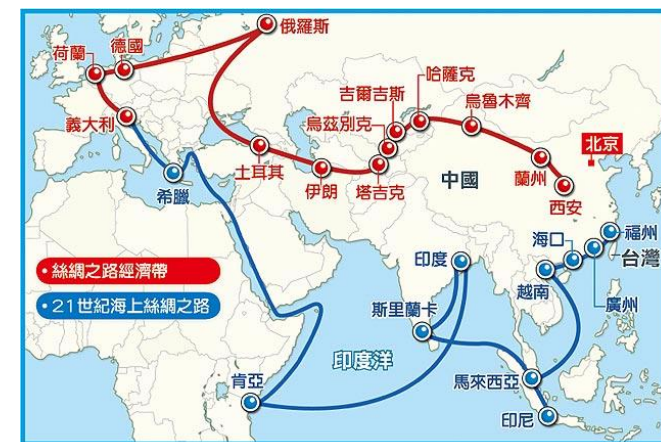 俄羅斯
德國
荷蘭
哈薩克
吉爾吉斯
烏茲別克
烏魯木齊
義大利
北京
土耳其
伊朗
塔吉克
中國
蘭州
希臘
西安
絲綢之路經濟帶
21世紀海上絲綢之路
海口
福州
印度
台灣
越南
廣州
斯里蘭卡
印度洋
肯亞
馬來西亞
印尼